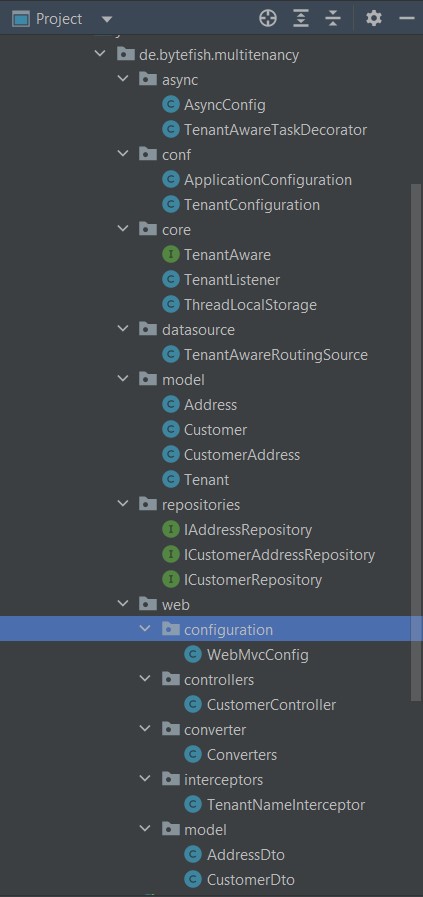 Project
de.bytefish.multitenancy
async
AsyncConfig
TenantAwareTaskDecorator
conf
ApplicationConfiguration
TenantConfiguration
core
TenantAware
TenantListener
ThreadLocalStorage
datasource
TenantAwareRoutingSource
model
Address
Customer
CustomerAddress
Tenant
repositories
IAddressRepository
ICustomerAddressRepository
ICustomerRepository
web
configuration
WebMvcConfig
controllers
CustomerController
converter
Converters
interceptors
TenantNameInterceptor
model
AddressDto
CustomerDto